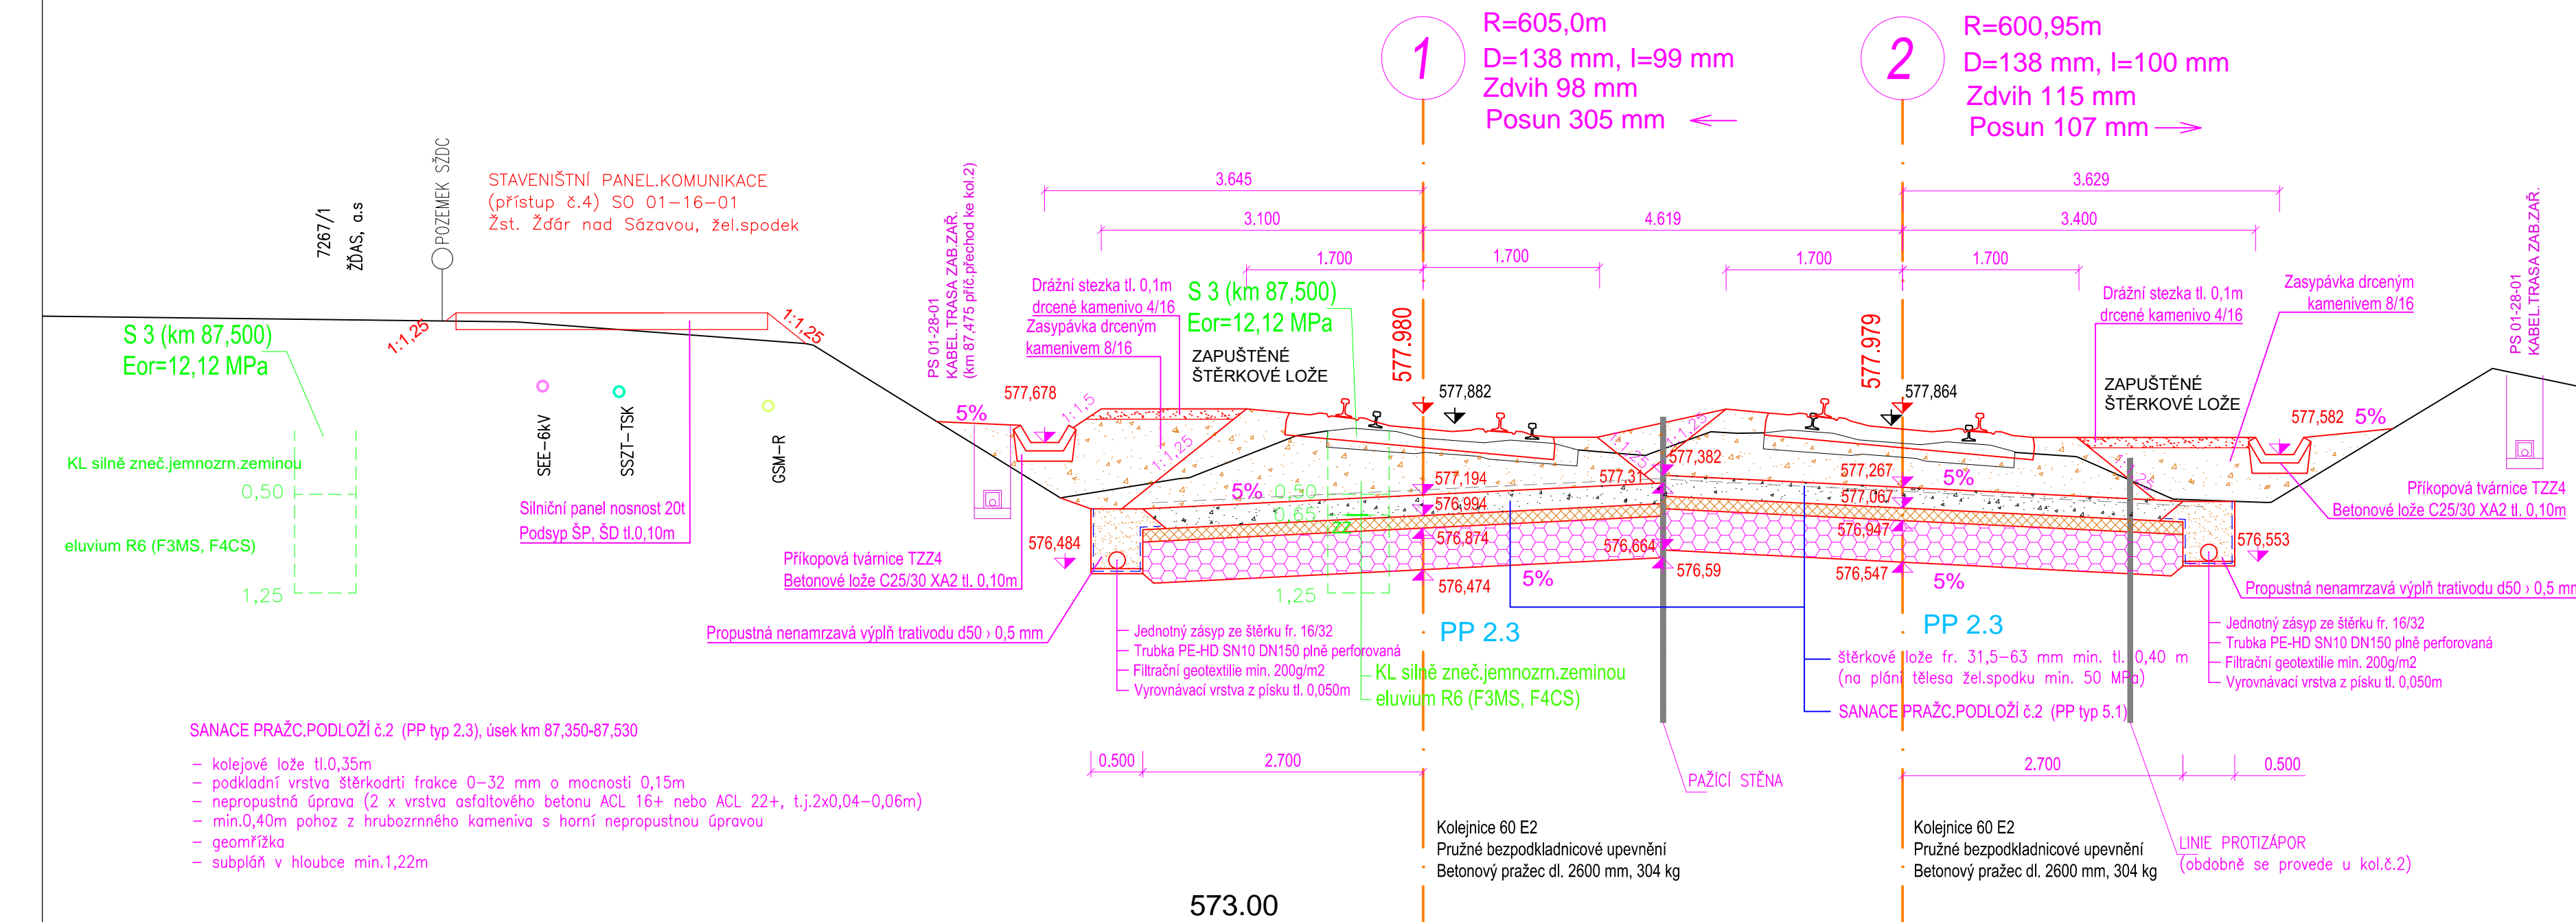 1
R=605,0m
D=138 mm, I=99 mm
Zdvih 98 mm
Posun 305 mm
2
R=600,95m
D=138 mm, I=100 mm
Zdvih 115 mm
Posun 107 mm
7267/1
ŽĎAS, a.s
POZEMEK SŽDC
STAVENIŠTNÍ PANEL.KOMUNIKACE
(přístup č.4) SO 01-16-01
Žst. Žďár nad Sázavou, žel.spodek
1:1,25
1:1,25
S 3 (km 87,500)
Eor=12,12 MPa
KL silně zneč.jemnozrn.zeminou
0,50
eluvium R6 (F3MS, F4CS)
1,25
SEE-6kV
SSZT-TSK
GSM-R
Silniční panel nosnost 20t
Podsyp ŠP, ŠD tl.0,10m
PS 01-28-01
KABEL.TRASA ZAB.ZAŘ.
(km 87,475 příč.přechod ke kol.2)
3.645
3.629
3.100
4.619
3.400
1.700
1.700
1.700
1.700
Drážní stezka tl. 0,1m
drcené kamenivo 4/16
Zasypávka drceným
kamenivem 8/16
S 3 (km 87,500)
Eor=12,12 MPa
ZAPUŠTĚNÉ
ŠTĚRKOVÉ LOŽE
577.980
577,882
577.979
577,864
Drážní stezka tl. 0,1m
drcené kamenivo 4/16
Zasypávka drceným
kamenivem 8/16
ZAPUŠTĚNÉ
ŠTĚRKOVÉ LOŽE
PS 01-28-01
KABEL.TRASA ZAB.ZAŘ.
577,678
5%
1:1,5
1:1,25
577,582
5%
1:1,25
1:1,25
577,382
577,31
577,194
5%
0,50
576,994
0,65
ZZ
576,874
576,474
1,25
577,267
5%
577,067
576,947
576,547
5%
576,664
576,59
5%
576,484
576,553
Příkopová tvárnice TZZ4
Betonové lože C25/30 XA2 tl. 0,10m
Příkopová tvárnice TZZ4
Betonové lože C25/30 XA2 tl. 0,10m
Propustná nenamrzavá výplň trativodu d50 › 0,5 mm
Propustná nenamrzavá výplň trativodu d50 › 0,5 mm
Jednotný zásyp ze štěrku fr. 16/32
Trubka PE-HD SN10 DN150 plně perforovaná
Filtrační geotextilie min. 200g/m2
Vyrovnávací vrstva z písku tl. 0,050m
PP 2.3
KL silně zneč.jemnozrn.zeminou
eluvium R6 (F3MS, F4CS)
PP 2.3
štěrkové lože fr. 31,5-63 mm min. tl. 0,40 m
(na pláni tělesa žel.spodku min. 50 MPa)
SANACE PRAŽC.PODLOŽÍ č.2 (PP typ 5.1)
Jednotný zásyp ze štěrku fr. 16/32
Trubka PE-HD SN10 DN150 plně perforovaná
Filtrační geotextilie min. 200g/m2
Vyrovnávací vrstva z písku tl. 0,050m
SANACE PRAŽC.PODLOŽÍ č.2 (PP typ 2.3), úsek km 87,350-87,530
- kolejové lože tl.0,35m
- podkladní vrstva štěrkodrti frakce 0-32 mm o mocnosti 0,15m
- nepropustná úprava (2 x vrstva asfaltového betonu ACL 16+ nebo ACL 22+, t.j.2x0,04-0,06m)
- min.0,40m pohoz z hrubozrnného kameniva s horní nepropustnou úpravou
- geomřížka
- subpláň v hloubce min.1,22m
0.500
2.700
2.700
0.500
PAŽÍCÍ STĚNA
LINIE PROTIZÁPOR
(obdobně se provede u kol.č.2)
Kolejnice 60 E2
Pružné bezpodkladnicové upevnění
Betonový pražec dl. 2600 mm, 304 kg
Kolejnice 60 E2
Pružné bezpodkladnicové upevnění
Betonový pražec dl. 2600 mm, 304 kg
573.00